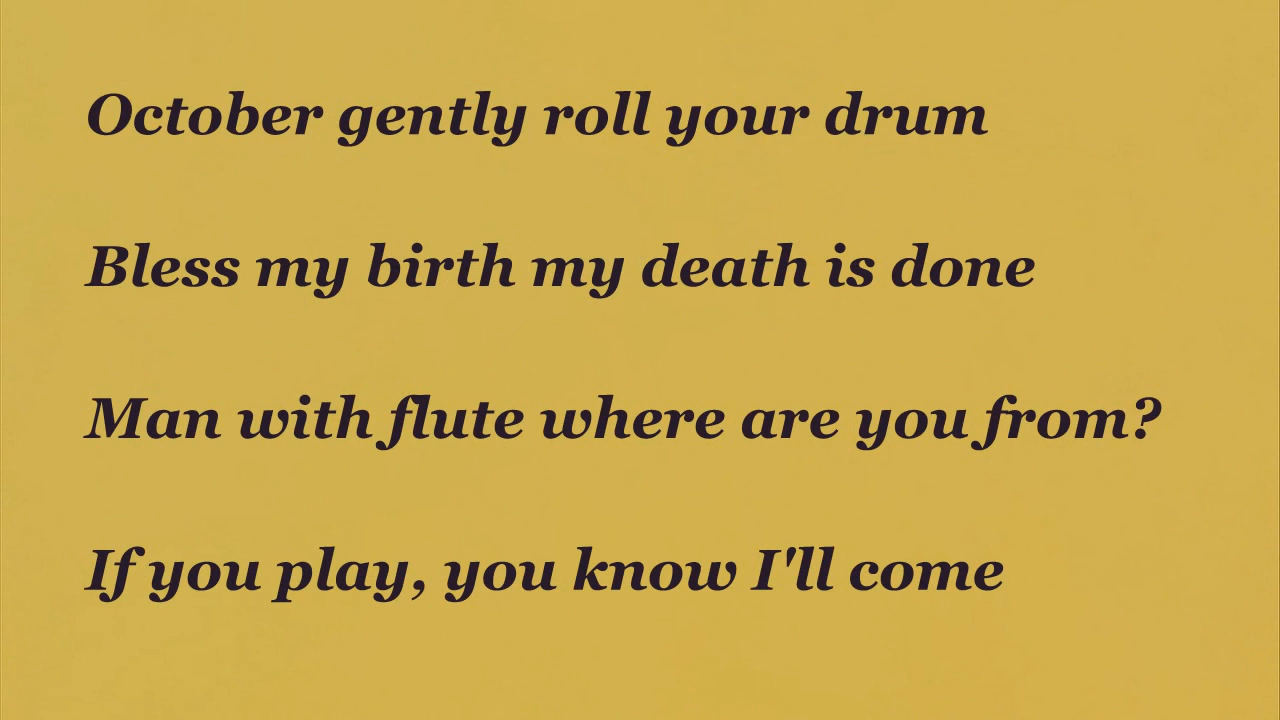 October gently roll your drum
Bless my birth my death is done
Man with flute where are you from?
If you play, you know I'll come